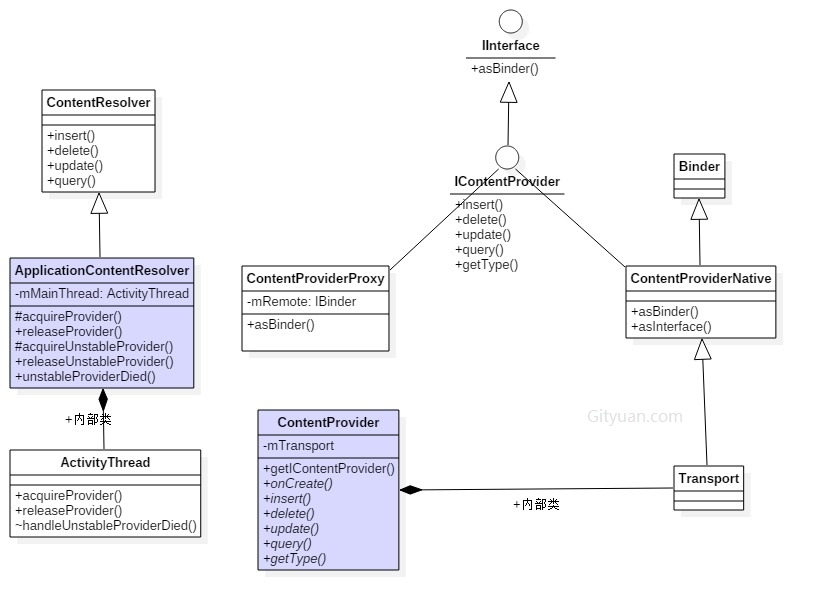 IInterface
+asBinder()
ContentResolver
+insert()
+delete()
+update()
+query()
IContentProvider
+insert()
+delete()
+update()
+query()
+getType()
Binder
ApplicationContentResolver
-mMainThread: ActivityThread
#acquireProvider()
+releaseProvider()
#acquireUnstableProvider()
+releaseUnstableProvider()
+unstableProviderDied()
ContentProviderProxy
-mRemote: IBinder
+asBinder()
ContentProviderNative
+asBinder()
+asInterface()
+内部类
ActivityThread
+acquireProvider()
+releaseProvider()
~handleUnstableProviderDied()
ContentProvider
-mTransport
+getIContentProvider()
+onCreate()
+insert()
+delete()
+update()
+query()
+getType()
Gityuan.com
+内部类
Transport